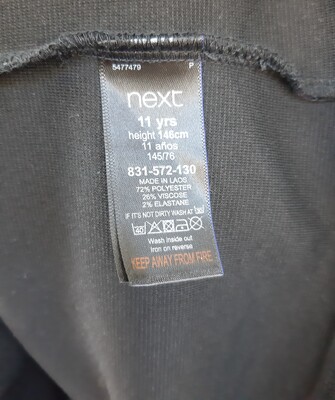 5477479 P
next
11 yrs
height 146cm
11 años
145/76
831-572-130
MADE IN LAOS
72% POLYESTER
26% VISCOSE
2% ELASTANE
IF IT'S NOT DIRTY WASH AT 30
40
Wash inside out
Iron on reverse
KEEP AWAY FROM FIRE